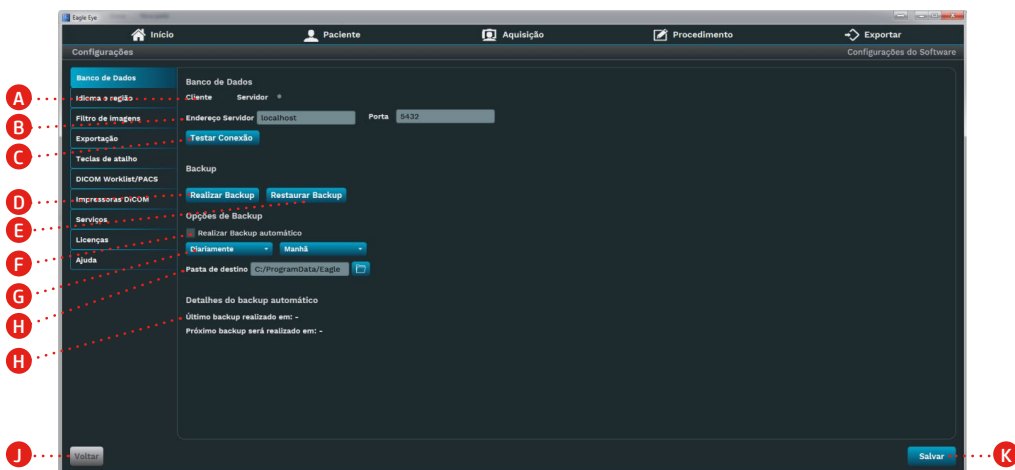 Eagle Eye
Início Paciente Aquisição Procedimento Exportar
Configurações Configurações do Software
Banco de Dados
Idioma e região
Filtro de imagens
Exportação
Teclas de atalho
DICOM Worklist/PACS
Impressoras DICOM
Serviços
Licenças
Ajuda
Banco de Dados
A Cliente Servidor
B Endereço Servidor localhost Porta 5432
C Testar Conexão
Backup
D Realizar Backup E Restaurar Backup
Opções de Backup
F Realizar Backup automático
G Diariamente Manhã
H Pasta de destino C:/ProgramData/Eagle
Detalhes do backup automático
H Último backup realizado em: -
Próximo backup será realizado em: -
J Voltar Salvar K